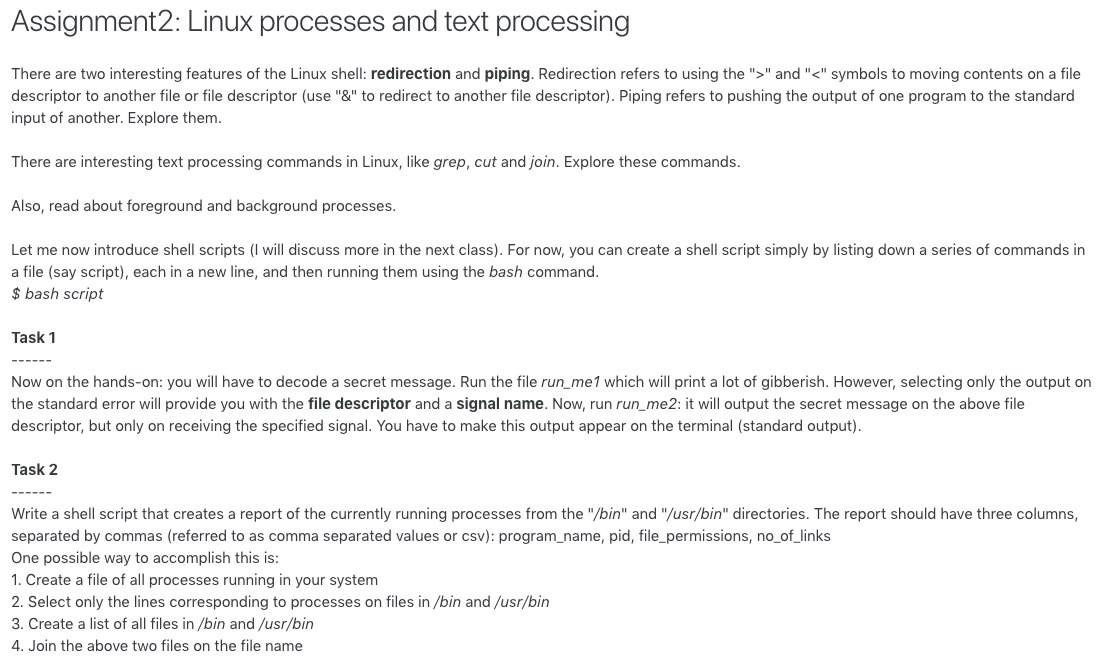 Assignment2: Linux processes and text processing
There are two interesting features of the Linux shell: redirection and piping. Redirection refers to using the ">" and "<" symbols to moving contents on a file
descriptor to another file or file descriptor (use "&" to redirect to another file descriptor). Piping refers to pushing the output of one program to the standard
input of another. Explore them.
There are interesting text processing commands in Linux, like grep, cut and join. Explore these commands.
Also, read about foreground and background processes.
Let me now introduce shell scripts (I will discuss more in the next class). For now, you can create a shell script simply by listing down a series of commands in
a file (say script), each in a new line, and then running them using the bash command.
$ bash script
Task 1
------
Now on the hands-on: you will have to decode a secret message. Run the file run_me1 which will print a lot of gibberish. However, selecting only the output on
the standard error will provide you with the file descriptor and a signal name. Now, run run_me2: it will output the secret message on the above file
descriptor, but only on receiving the specified signal. You have to make this output appear on the terminal (standard output).
Task 2
------
Write a shell script that creates a report of the currently running processes from the "/bin" and "/usr/bin" directories. The report should have three columns,
separated by commas (referred to as comma separated values or csv): program_name, pid, file_permissions, no_of_links
One possible way to accomplish this is:
1. Create a file of all processes running in your system
2. Select only the lines corresponding to processes on files in /bin and /usr/bin
3. Create a list of all files in /bin and /usr/bin
4. Join the above two files on the file name